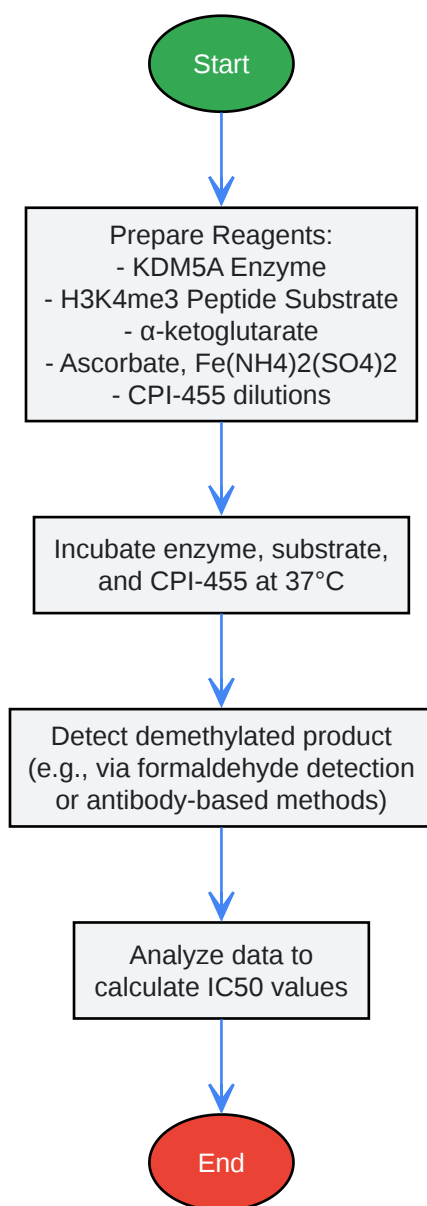 Start
Prepare Reagents:
- KDM5A Enzyme
- H3K4me3 Peptide Substrate
- α-ketoglutarate
- Ascorbate, Fe(NH4)2(SO4)2
- CPI-455 dilutions
Incubate enzyme, substrate,
and CPI-455 at 37°C
Detect demethylated product
(e.g., via formaldehyde detection
or antibody-based methods)
Analyze data to
calculate IC50 values
End